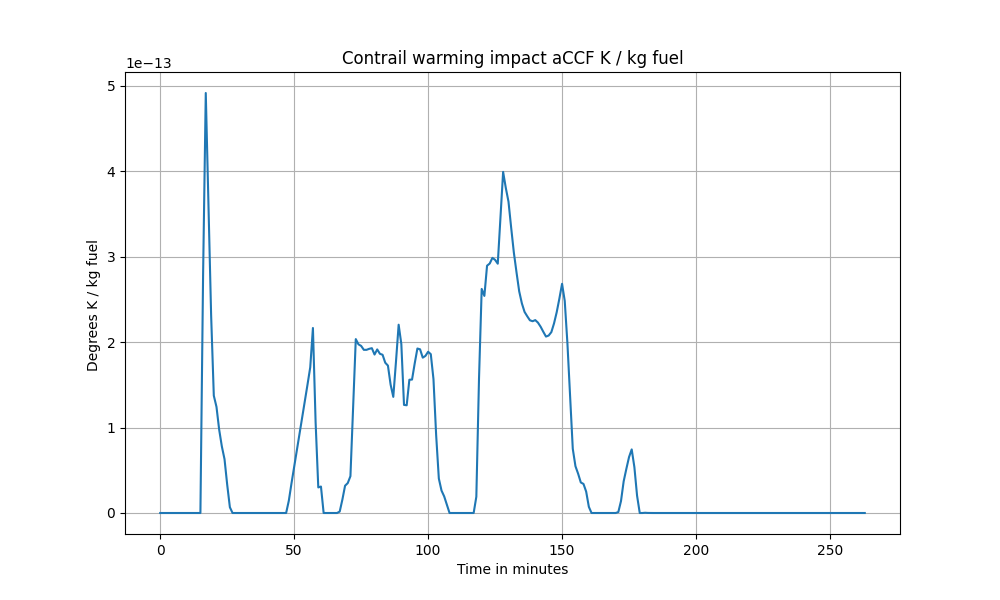 Contrail warming impact aCCF K / kg fuel
1e−13
5
4
3
2
1
0
Degrees K / kg fuel
0 50 100 150 200 250
Time in minutes